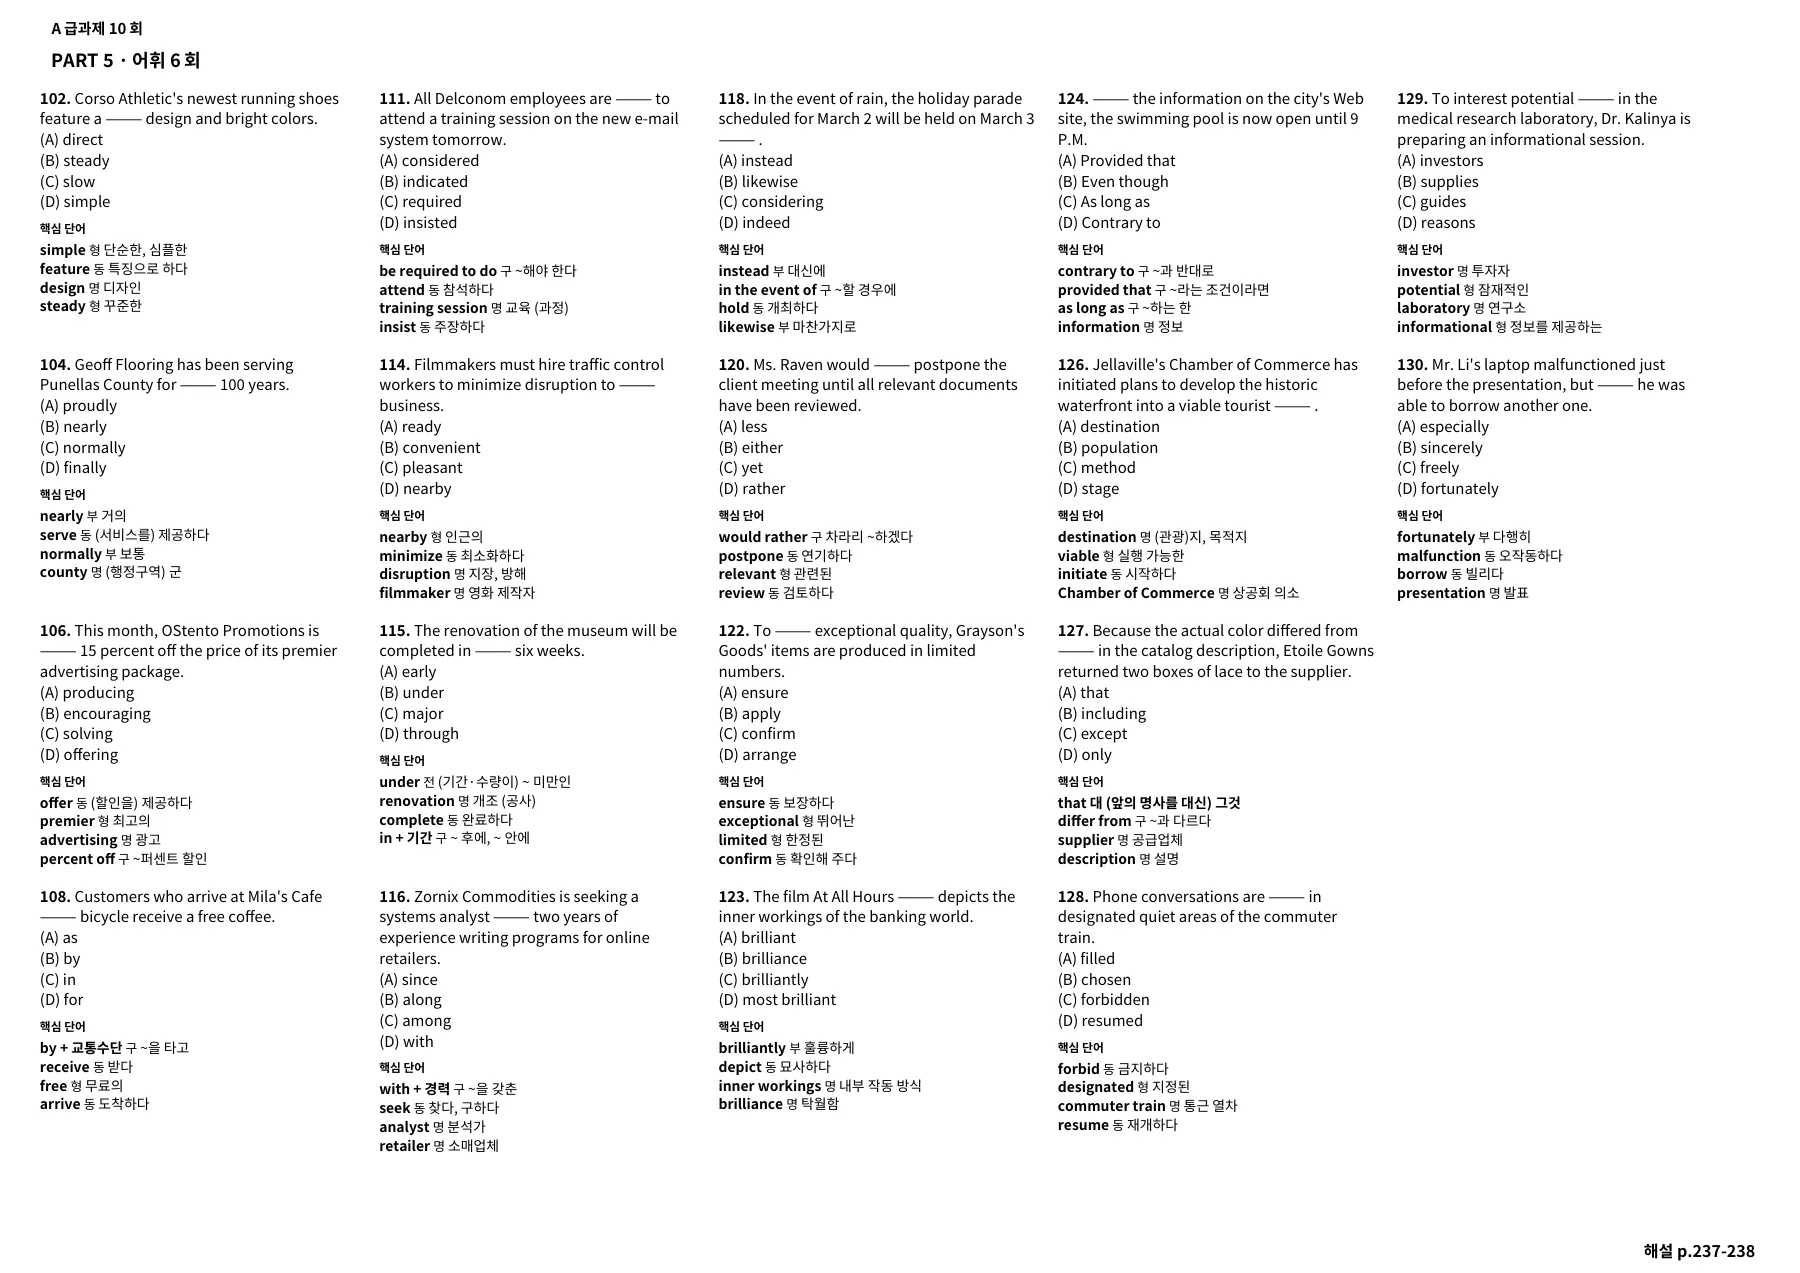 A 급과제 10 회
PART 5 · 어휘 6 회
102. Corso Athletic's newest running shoes
feature a —— design and bright colors.
(A) direct
(B) steady
(C) slow
(D) simple
핵심 단어
simple 형 단순한, 심플한
feature 동 특징으로 하다
design 명 디자인
steady 형 꾸준한
104. Geoff Flooring has been serving
Punellas County for —— 100 years.
(A) proudly
(B) nearly
(C) normally
(D) finally
핵심 단어
nearly 부 거의
serve 동 (서비스를) 제공하다
normally 부 보통
county 명 (행정구역) 군
106. This month, OStento Promotions is
—— 15 percent off the price of its premier
advertising package.
(A) producing
(B) encouraging
(C) solving
(D) offering
핵심 단어
offer 동 (할인을) 제공하다
premier 형 최고의
advertising 명 광고
percent off 구 ~퍼센트 할인
108. Customers who arrive at Mila's Cafe
—— bicycle receive a free coffee.
(A) as
(B) by
(C) in
(D) for
핵심 단어
by + 교통수단 구 ~을 타고
receive 동 받다
free 형 무료의
arrive 동 도착하다
111. All Delconom employees are —— to
attend a training session on the new e-mail
system tomorrow.
(A) considered
(B) indicated
(C) required
(D) insisted
핵심 단어
be required to do 구 ~해야 한다
attend 동 참석하다
training session 명 교육 (과정)
insist 동 주장하다
114. Filmmakers must hire traffic control
workers to minimize disruption to ——
business.
(A) ready
(B) convenient
(C) pleasant
(D) nearby
핵심 단어
nearby 형 인근의
minimize 동 최소화하다
disruption 명 지장, 방해
filmmaker 명 영화 제작자
115. The renovation of the museum will be
completed in —— six weeks.
(A) early
(B) under
(C) major
(D) through
핵심 단어
under 전 (기간·수량이) ~ 미만인
renovation 명 개조 (공사)
complete 동 완료하다
in + 기간 구 ~ 후에, ~ 안에
116. Zornix Commodities is seeking a
systems analyst —— two years of
experience writing programs for online
retailers.
(A) since
(B) along
(C) among
(D) with
핵심 단어
with + 경력 구 ~을 갖춘
seek 동 찾다, 구하다
analyst 명 분석가
retailer 명 소매업체
118. In the event of rain, the holiday parade
scheduled for March 2 will be held on March 3
—— .
(A) instead
(B) likewise
(C) considering
(D) indeed
핵심 단어
instead 부 대신에
in the event of 구 ~할 경우에
hold 동 개최하다
likewise 부 마찬가지로
120. Ms. Raven would —— postpone the
client meeting until all relevant documents
have been reviewed.
(A) less
(B) either
(C) yet
(D) rather
핵심 단어
would rather 구 차라리 ~하겠다
postpone 동 연기하다
relevant 형 관련된
review 동 검토하다
122. To —— exceptional quality, Grayson's
Goods' items are produced in limited
numbers.
(A) ensure
(B) apply
(C) confirm
(D) arrange
핵심 단어
ensure 동 보장하다
exceptional 형 뛰어난
limited 형 한정된
confirm 동 확인해 주다
123. The film At All Hours —— depicts the
inner workings of the banking world.
(A) brilliant
(B) brilliance
(C) brilliantly
(D) most brilliant
핵심 단어
brilliantly 부 훌륭하게
depict 동 묘사하다
inner workings 명 내부 작동 방식
brilliance 명 탁월함
124. —— the information on the city's Web
site, the swimming pool is now open until 9
P.M.
(A) Provided that
(B) Even though
(C) As long as
(D) Contrary to
핵심 단어
contrary to 구 ~과 반대로
provided that 구 ~라는 조건이라면
as long as 구 ~하는 한
information 명 정보
126. Jellaville's Chamber of Commerce has
initiated plans to develop the historic
waterfront into a viable tourist —— .
(A) destination
(B) population
(C) method
(D) stage
핵심 단어
destination 명 (관광)지, 목적지
viable 형 실행 가능한
initiate 동 시작하다
Chamber of Commerce 명 상공회 의소
127. Because the actual color differed from
—— in the catalog description, Etoile Gowns
returned two boxes of lace to the supplier.
(A) that
(B) including
(C) except
(D) only
핵심 단어
that 대 (앞의 명사를 대신) 그것
differ from 구 ~과 다르다
supplier 명 공급업체
description 명 설명
128. Phone conversations are —— in
designated quiet areas of the commuter
train.
(A) filled
(B) chosen
(C) forbidden
(D) resumed
핵심 단어
forbid 동 금지하다
designated 형 지정된
commuter train 명 통근 열차
resume 동 재개하다
129. To interest potential —— in the
medical research laboratory, Dr. Kalinya is
preparing an informational session.
(A) investors
(B) supplies
(C) guides
(D) reasons
핵심 단어
investor 명 투자자
potential 형 잠재적인
laboratory 명 연구소
informational 형 정보를 제공하는
130. Mr. Li's laptop malfunctioned just
before the presentation, but —— he was
able to borrow another one.
(A) especially
(B) sincerely
(C) freely
(D) fortunately
핵심 단어
fortunately 부 다행히
malfunction 동 오작동하다
borrow 동 빌리다
presentation 명 발표
해설 p.237-238